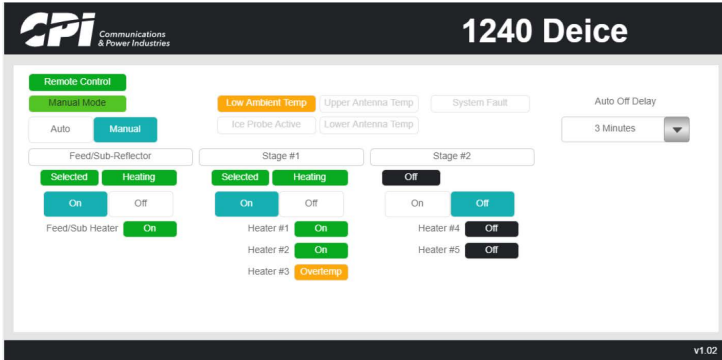 CPI Communications
& Power Industries
1240 Deice
Remote Control
Manual Mode
Low Ambient Temp Upper Antenna Temp System Fault
Auto Off Delay
Auto Manual
Ice Probe Active Lower Antenna Temp
3 Minutes
Feed/Sub-Reflector Stage #1 Stage #2
Selected Heating Selected Heating Off
On Off On Off On Off
Feed/Sub Heater On Heater #1 On Heater #4 Off
Heater #2 On Heater #5 Off
Heater #3 Overtemp
v1.02